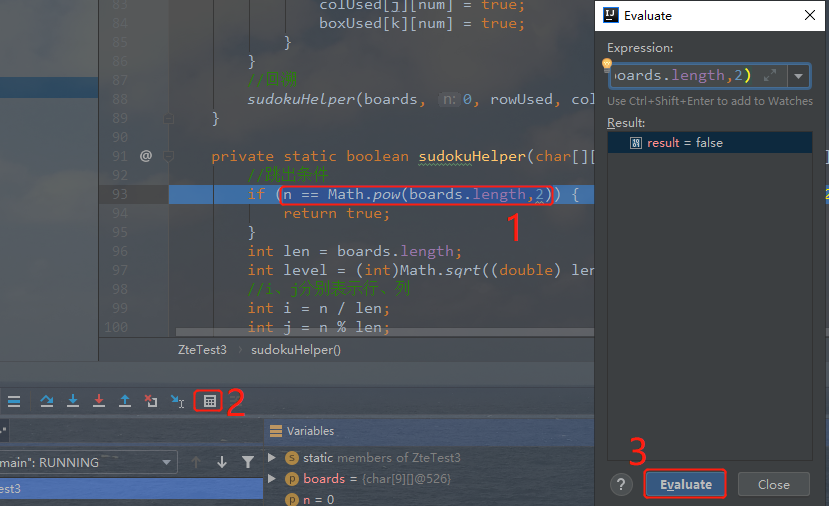 83 colUsed[j][num] = true;
84 boxUsed[k][num] = true;
85 }
86 }
87 //回嘲
88 sudokuHelper(boards, n: 0, rowUsed, col
89 }
90
91 @ private static boolean sudokuHelper(char[][
92 //跳出条件
93 if (n == Math.pow(boards.length,2)) {
94 return true;
95 }
96 int len = boards.length;
97 int level = (int)Math.sqrt((double) len
98 //i、j分别表示行、列
99 int i = n / len;
100 int j = n % len;
1
ZteTest3 › sudokuHelper()
2
Variables
main": RUNNING
st3
static members of ZteTest3
boards = {char[9][]@526}
n = 0
Evaluate
Expression:
boards.length,2)
Use Ctrl+Shift+Enter to add to Watches
Result:
result = false
3
? Evaluate Close